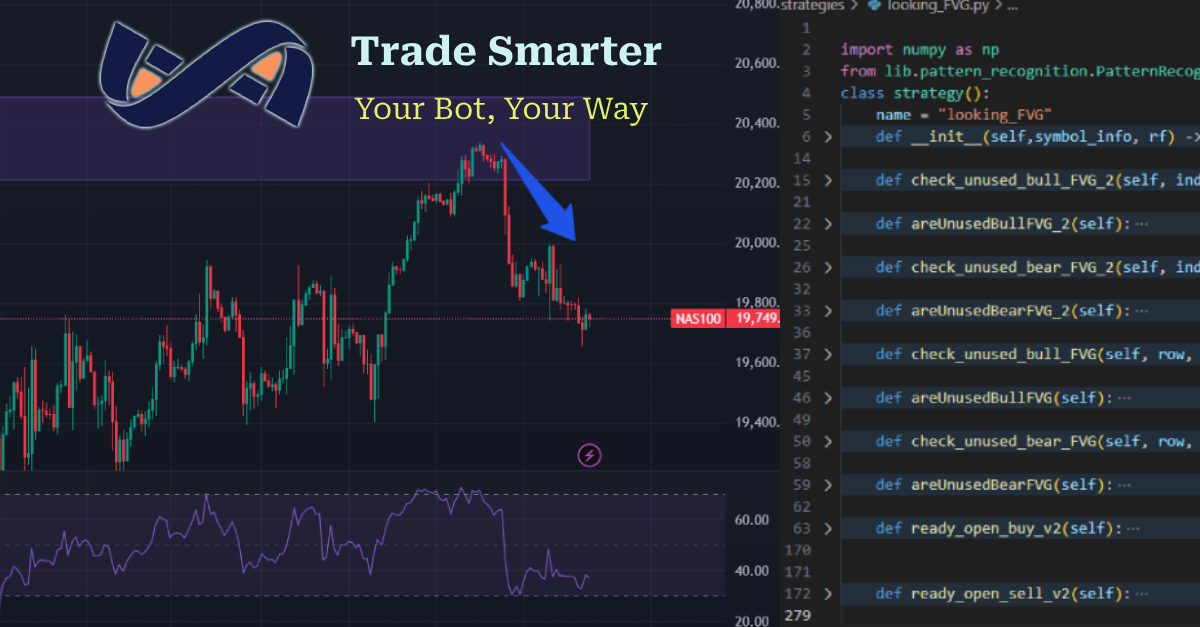 Trade Smarter
Your Bot, Your Way
20,800.
20,600.
20,400.
20,200.
20,000.
19,800.
NAS100 19,749.
19,600.
19,400.
60.00
40.00
20.00
strategies > looking_FVG.py > ...
1
2 import numpy as np
3 from lib.pattern_recognition.PatternRecog
4 class strategy():
5 name = "looking_FVG"
6 > def __init__(self,symbol_info, rf) ->
14
15 > def check_unused_bull_FVG_2(self, ind
21
22 > def areUnusedBullFVG_2(self): ...
25
26 > def check_unused_bear_FVG_2(self, ind
32
33 > def areUnusedBearFVG_2(self): ...
36
37 > def check_unused_bull_FVG(self, row,
45
46 > def areUnusedBullFVG(self): ...
49
50 > def check_unused_bear_FVG(self, row,
58
59 > def areUnusedBearFVG(self): ...
62
63 > def ready_open_buy_v2(self): ...
170
171
172 > def ready_open_sell_v2(self): ...
279